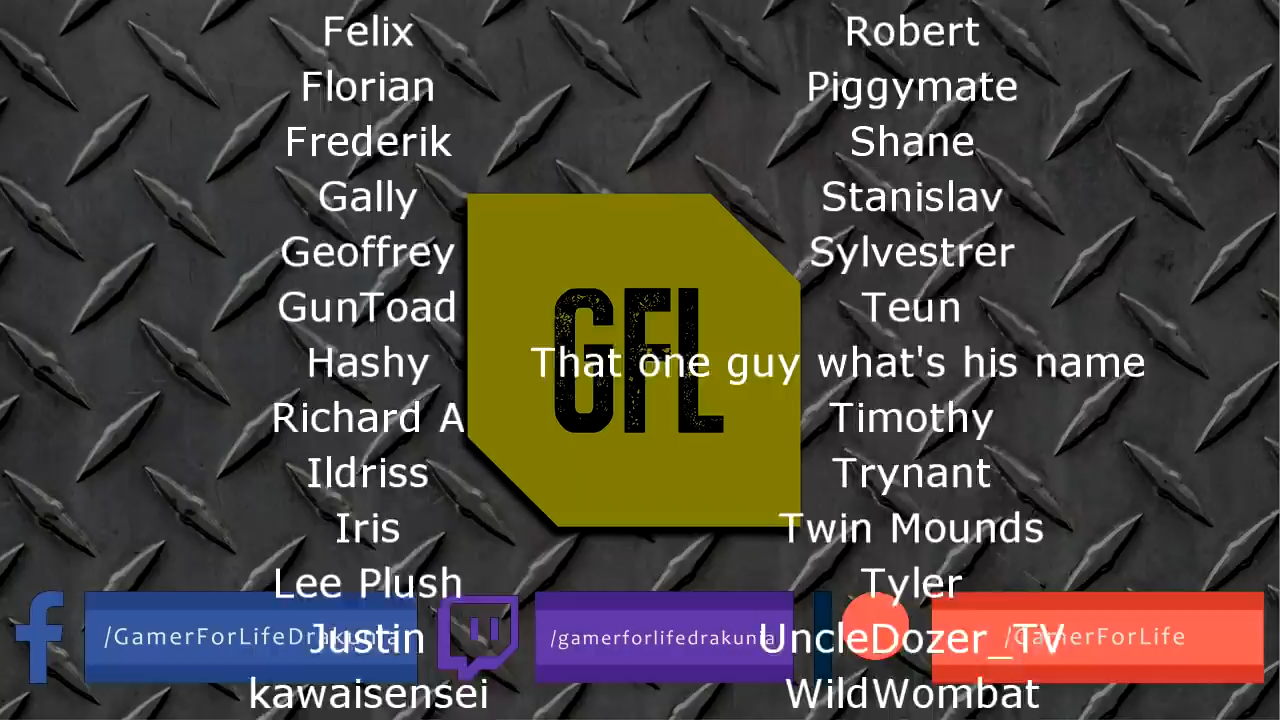 Felix
Florian
Frederik
Gally
Geoffrey
GunToad
Hashy
Richard A
Ildriss
Iris
Lee Plush
Justin
kawaisensei
Robert
Piggymate
Shane
Stanislav
Sylvestrer
Teun
That one guy what's his name
Timothy
Trynant
Twin Mounds
Tyler
UncleDozer_TV
WildWombat
GFL
/GamerForLifeDrakunia
/gamerforlifedrakunia
/GamerForLife